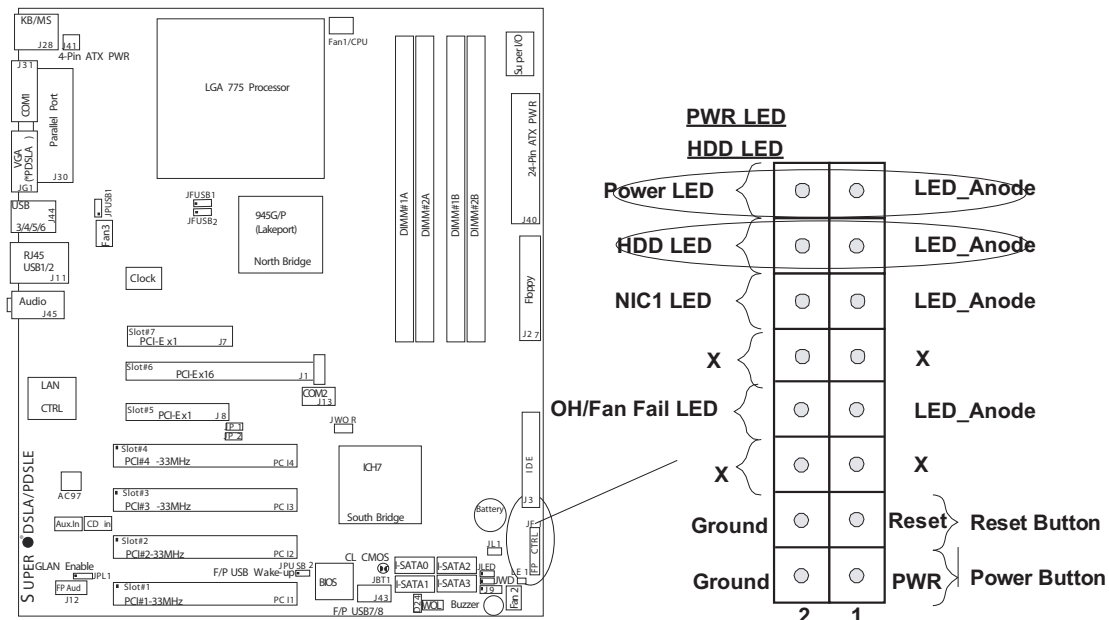 KB/MS
J28
J41
4-Pin ATX PWR
Fan1/CPU
Super I/O
J31
COM1
Parallel Port
J30
VGA
(*PDSLA )
JG1
LGA 775 Processor
24-Pin ATX PWR
J40
USB
3/4/5/6
J44
JPUSB1
Fan3
JFUSB1
JFUSB2
945G/P
(Lakeport)
North Bridge
DIMM#1A
DIMM#2A
DIMM#1B
DIMM#2B
RJ45
USB1/2
J11
Clock
Floppy
J27
Audio
J45
Slot#7
PCI-E x1
J7
Slot#6
PCI-Ex16
J1
COM2
J13
LAN
CTRL
Slot#5
PCI-Ex1
J8
JP1
JP2
JWOR
Slot#4
PCI#4 -33MHz
PCI4
ICH7
South Bridge
IDE
J3
AC97
Slot#3
PCI#3 -33MHz
PCI3
Battery
JF
FP CTRL
Aux.In
CD in
SUPER ●DSLA/PDSLE
Slot#2
PCI#2-33MHz
PCI2
JL1
GLAN Enable
JPL1
F/P USB Wake-up
JPUSB2
CL CMOS
JBT1
I-SATA0
I-SATA2
I-SATA1
I-SATA3
JLED
LE1
JWD
J9
FP Aud
J12
Slot#1
PCI#1-33MHz
PCI1
BIOS
J43
F/P USB7/8
WOL
Buzzer
Fan2
PWR LED
HDD LED
Power LED
LED_Anode
HDD LED
LED_Anode
NIC1 LED
LED_Anode
X
X
OH/Fan Fail LED
LED_Anode
X
X
Ground
Reset
Reset Button
Ground
PWR
Power Button
2
1